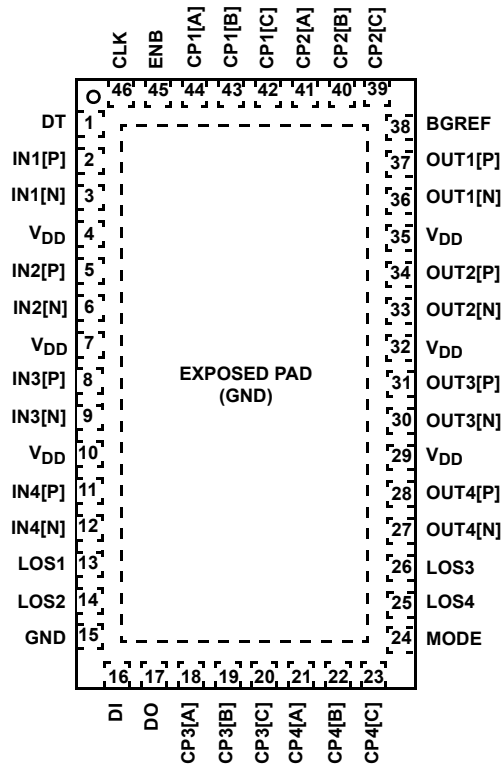 CLK ENB CP1[A] CP1[B] CP1[C] CP2[A] CP2[B] CP2[C]
46 45 44 43 42 41 40 39
DT 1 38 BGREF
IN1[P] 2 37 OUT1[P]
IN1[N] 3 36 OUT1[N]
VDD 4 35 VDD
IN2[P] 5 34 OUT2[P]
IN2[N] 6 33 OUT2[N]
VDD 7 32 VDD
IN3[P] 8 31 OUT3[P]
EXPOSED PAD
(GND)
IN3[N] 9 30 OUT3[N]
VDD 10 29 VDD
IN4[P] 11 28 OUT4[P]
IN4[N] 12 27 OUT4[N]
LOS1 13 26 LOS3
LOS2 14 25 LOS4
GND 15 24 MODE
16 17 18 19 20 21 22 23
DI DO CP3[A] CP3[B] CP3[C] CP4[A] CP4[B] CP4[C]